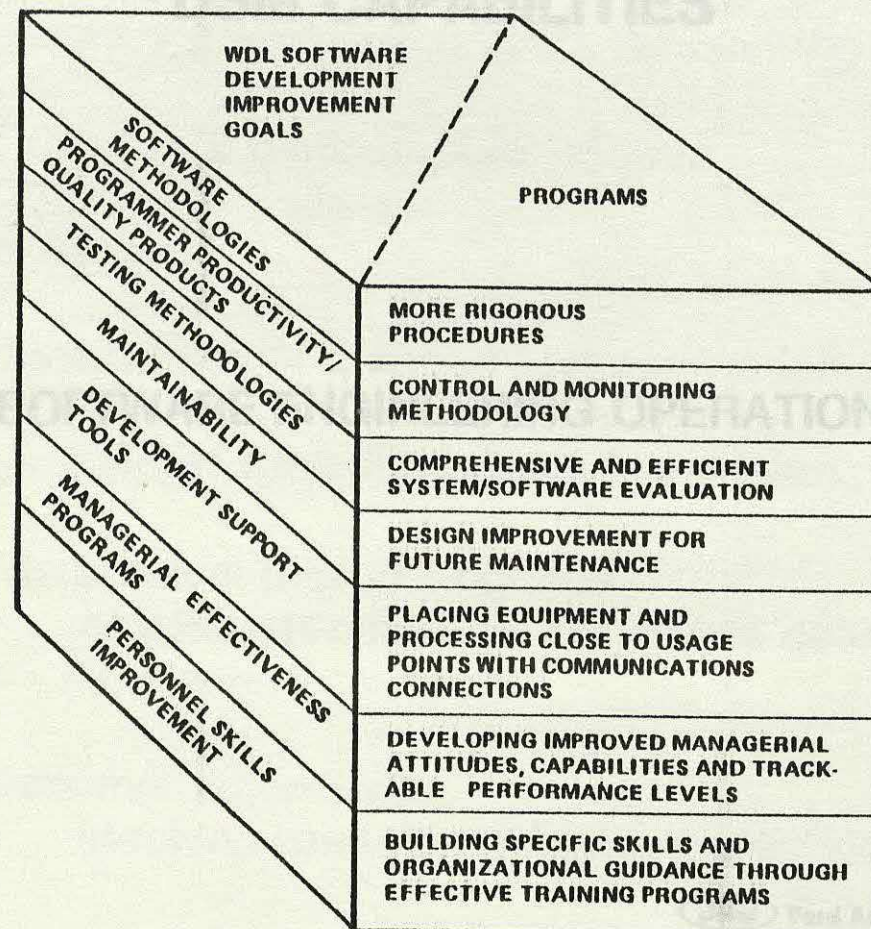 WDL SOFTWARE
DEVELOPMENT
IMPROVEMENT
GOALS
PROGRAMS
SOFTWARE
METHODOLOGIES
PROGRAMMER PRODUCTIVITY/
QUALITY PRODUCTS
TESTING METHODOLOGIES
MAINTAINABILITY
DEVELOPMENT SUPPORT
TOOLS
MANAGERIAL EFFECTIVENESS
PROGRAMS
PERSONNEL SKILLS
IMPROVEMENT
MORE RIGOROUS
PROCEDURES
CONTROL AND MONITORING
METHODOLOGY
COMPREHENSIVE AND EFFICIENT
SYSTEM/SOFTWARE EVALUATION
DESIGN IMPROVEMENT FOR
FUTURE MAINTENANCE
PLACING EQUIPMENT AND
PROCESSING CLOSE TO USAGE
POINTS WITH COMMUNICATIONS
CONNECTIONS
DEVELOPING IMPROVED MANAGERIAL
ATTITUDES, CAPABILITIES AND TRACK-
ABLE PERFORMANCE LEVELS
BUILDING SPECIFIC SKILLS AND
ORGANIZATIONAL GUIDANCE THROUGH
EFFECTIVE TRAINING PROGRAMS